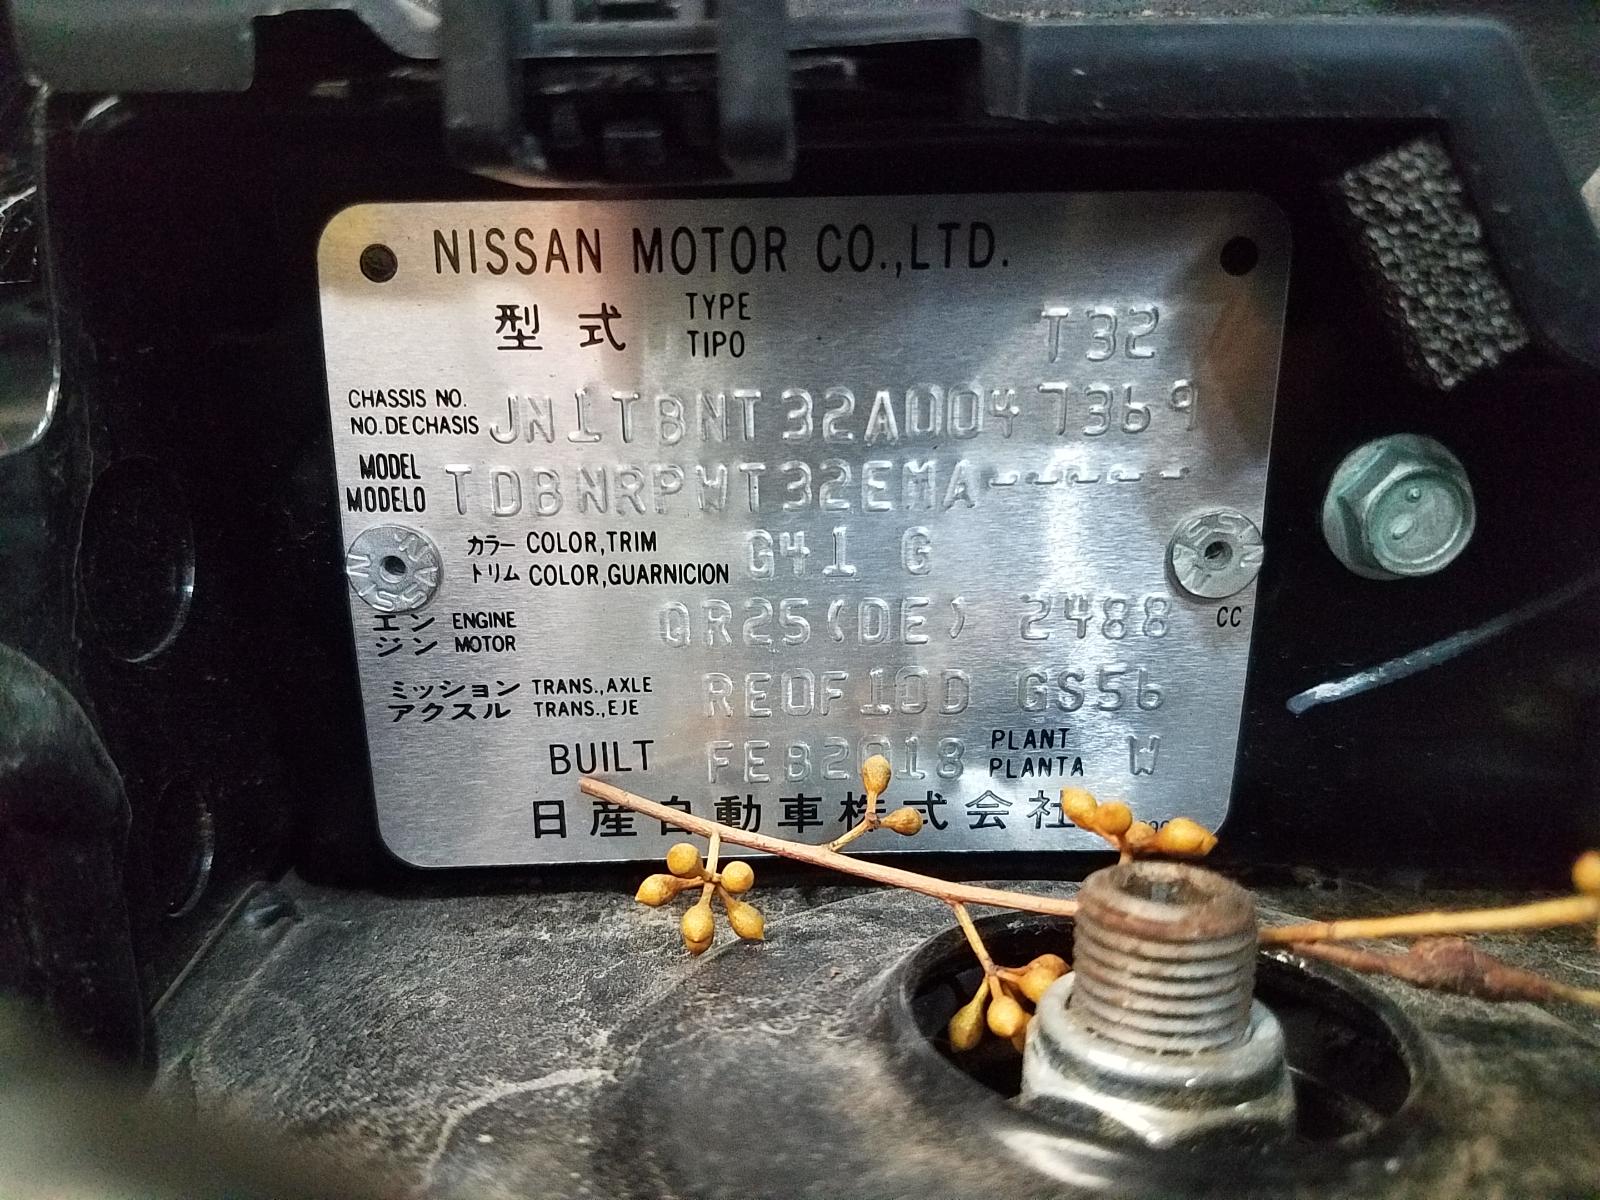 NISSAN MOTOR CO.,LTD.
型式 TYPE T32
TIPO
CHASSIS NO. JN1TBNT32A0047369
NO.DE CHASIS
MODEL TDBNRPWT32EMA-----
MODELO
カラー COLOR,TRIM G41 G
トリム COLOR,GUARNICION
エン ENGINE QR25(DE) 2488 CC
ジン MOTOR
ミッション TRANS.,AXLE RE0F10D GS56
アクスル TRANS.,EJE
BUILT FEB2018 PLANT W
PLANTA
日産自動車株式会社